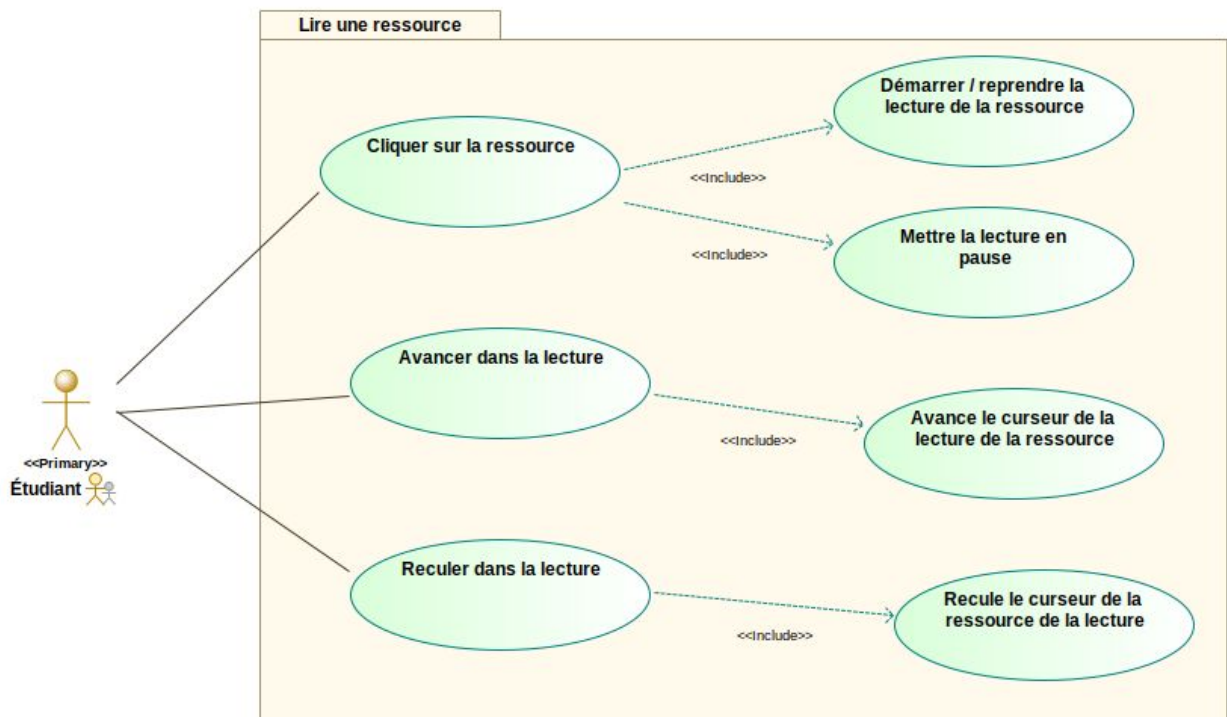 Lire une ressource
Démarrer / reprendre la
lecture de la ressource
Cliquer sur la ressource
<<Include>>
Mettre la lecture en
pause
<<Include>>
Avancer dans la lecture
Avance le curseur de la
lecture de la ressource
<<Include>>
<<Primary>>
Étudiant
Reculer dans la lecture
Recule le curseur de la
ressource de la lecture
<<Include>>